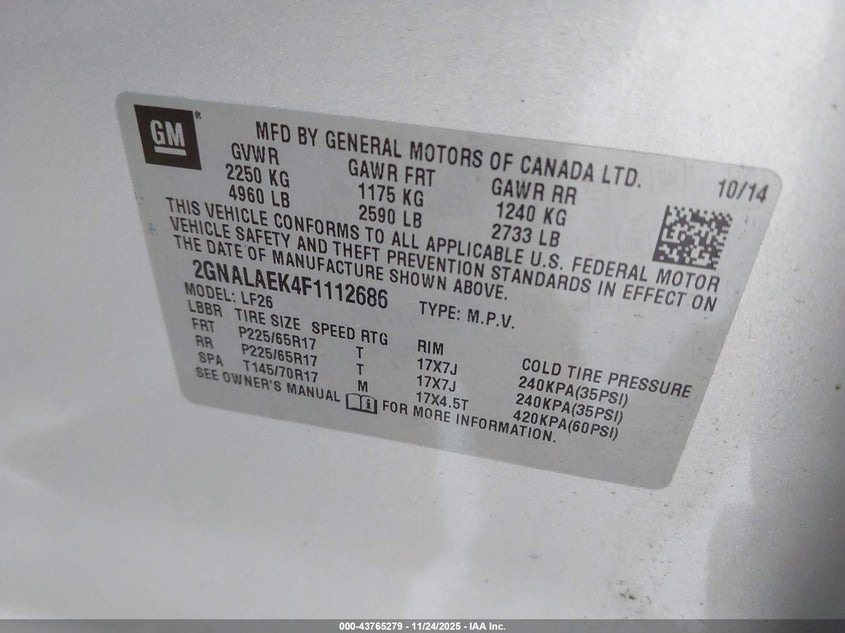 GM®
MFD BY GENERAL MOTORS OF CANADA LTD.
10/14
GVWR GAWR FRT GAWR RR
2250 KG 1175 KG 1240 KG
4960 LB 2590 LB 2733 LB
THIS VEHICLE CONFORMS TO ALL APPLICABLE U.S. FEDERAL MOTOR
VEHICLE SAFETY AND THEFT PREVENTION STANDARDS IN EFFECT ON
THE DATE OF MANUFACTURE SHOWN ABOVE.
2GNALAEK4F1112686 TYPE: M.P.V.
MODEL: LF26
LBBR TIRE SIZE SPEED RTG RIM COLD TIRE PRESSURE
FRT P225/65R17 T 17X7J 240KPA(35PSI)
RR P225/65R17 T 17X7J 240KPA(35PSI)
SPA T145/70R17 M 17X4.5T 420KPA(60PSI)
SEE OWNER'S MANUAL i FOR MORE INFORMATION.
000-43765279 - 11/24/2025 - IAA Inc.